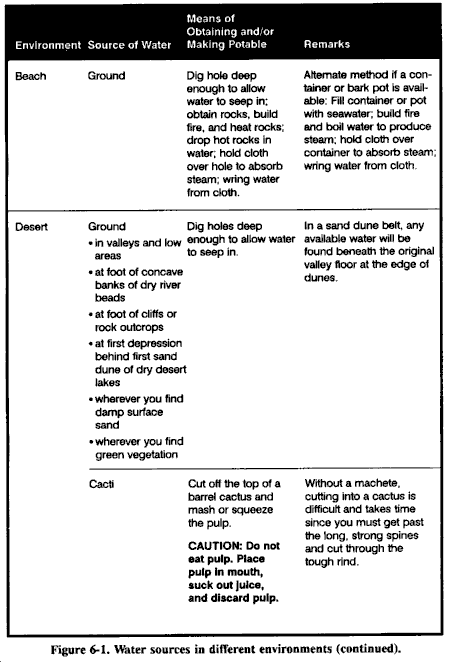 Environment
Source of Water
Means of
Obtaining and/or
Making Potable
Remarks
Beach
Ground
Dig hole deep
enough to allow
water to seep in;
obtain rocks, build
fire, and heat rocks;
drop hot rocks in
water; hold cloth
over hole to absorb
steam; wring water
from cloth.
Alternate method if a con-
tainer or bark pot is avail-
able: Fill container or pot
with seawater; build fire
and boil water to produce
steam; hold cloth over
container to absorb steam;
wring water from cloth.
Desert
Ground
• in valleys and low
areas
• at foot of concave
banks of dry river
beads
• at foot of cliffs or
rock outcrops
• at first depression
behind first sand
dune of dry desert
lakes
• wherever you find
damp surface
sand
• wherever you find
green vegetation
Dig holes deep
enough to allow water
to seep in.
In a sand dune belt, any
available water will be
found beneath the original
valley floor at the edge of
dunes.
Cacti
Cut off the top of a
barrel cactus and
mash or squeeze
the pulp.
CAUTION: Do not
eat pulp. Place
pulp in mouth,
suck out juice,
and discard pulp.
Without a machete,
cutting into a cactus is
difficult and takes time
since you must get past
the long, strong spines
and cut through the
tough rind.
Figure 6-1. Water sources in different environments (continued).